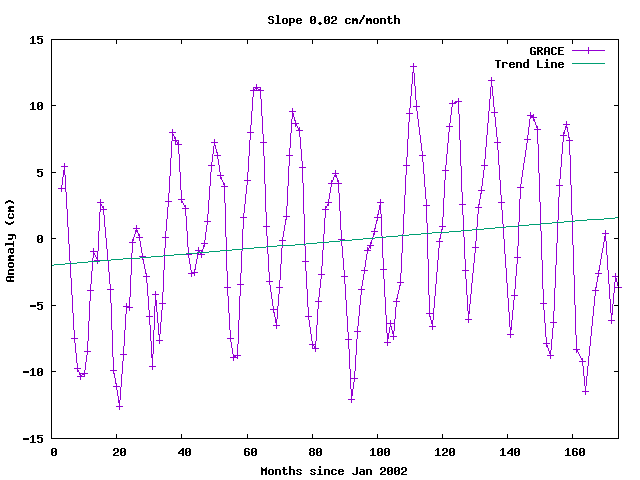 Slope 0.02 cm/month
GRACE
Trend Line
Anomaly (cm)
15
10
5
0
-5
-10
-15
0 20 40 60 80 100 120 140 160
Months since Jan 2002